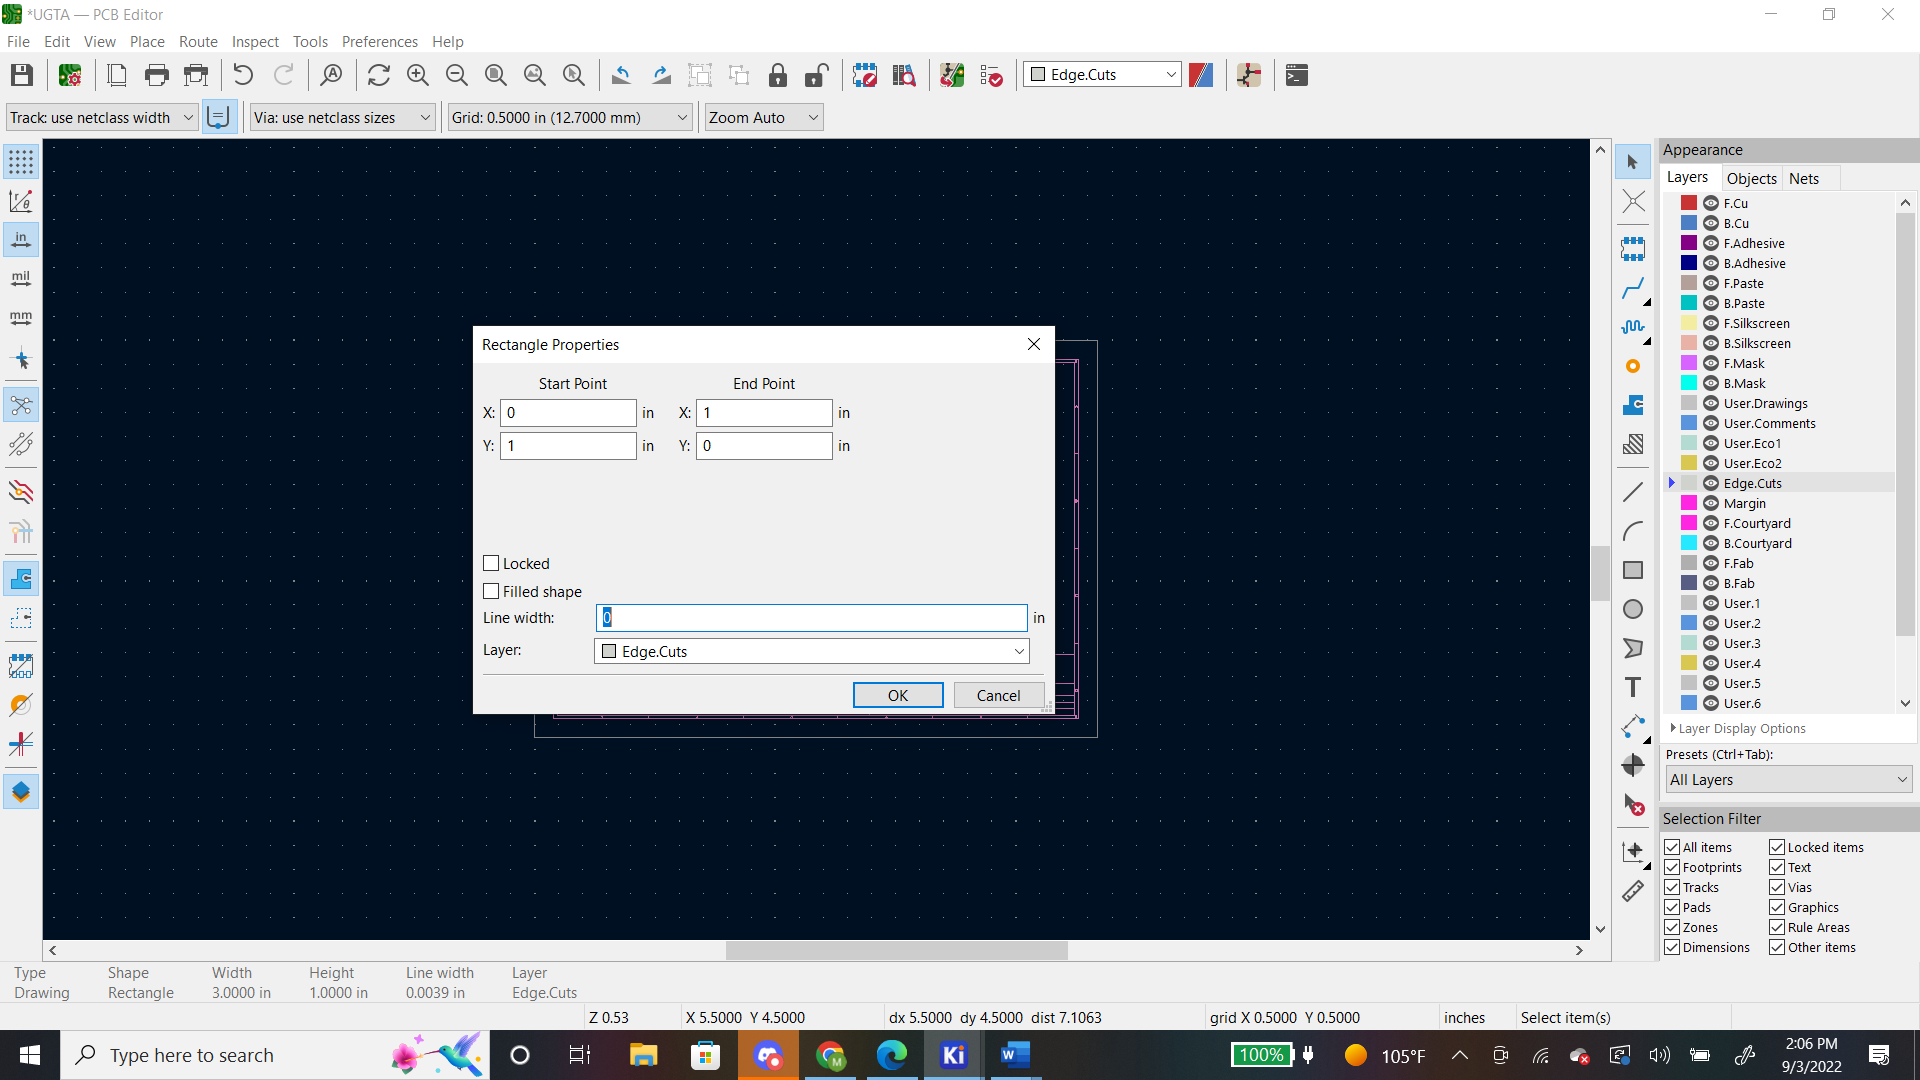 *UGTA — PCB Editor
File Edit View Place Route Inspect Tools Preferences Help
Edge.Cuts
Track: use netclass width Via: use netclass sizes Grid: 0.5000 in (12.7000 mm) Zoom Auto
Appearance
Layers Objects Nets
F.Cu
B.Cu
F.Adhesive
B.Adhesive
F.Paste
B.Paste
F.Silkscreen
B.Silkscreen
F.Mask
B.Mask
User.Drawings
User.Comments
User.Eco1
User.Eco2
Edge.Cuts
Margin
F.Courtyard
B.Courtyard
F.Fab
B.Fab
User.1
User.2
User.3
User.4
User.5
User.6
Layer Display Options
Presets (Ctrl+Tab):
All Layers
Selection Filter
All items Locked items
Footprints Text
Tracks Vias
Pads Graphics
Zones Rule Areas
Dimensions Other items
in
mil
mm
Rectangle Properties
Start Point End Point
X: 0 in X: 1 in
Y: 1 in Y: 0 in
Locked
Filled shape
Line width: 0 in
Layer: Edge.Cuts
OK Cancel
Type Shape Width Height Line width Layer
Drawing Rectangle 3.0000 in 1.0000 in 0.0039 in Edge.Cuts
Z 0.53 X 5.5000 Y 4.5000 dx 5.5000 dy 4.5000 dist 7.1063 grid X 0.5000 Y 0.5000 inches Select item(s)
Type here to search
M
Ki
W
100%
105°F
2:06 PM
9/3/2022